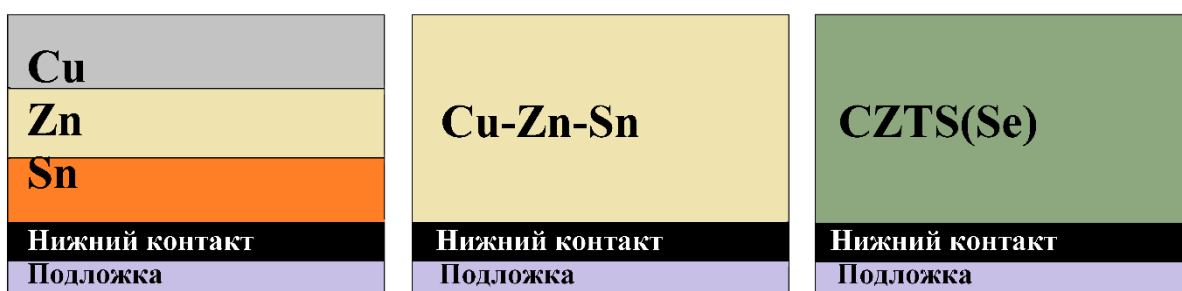 Cu
Zn
Sn
Нижний контакт
Подложка
Cu-Zn-Sn
Нижний контакт
Подложка
CZTS(Se)
Нижний контакт
Подложка